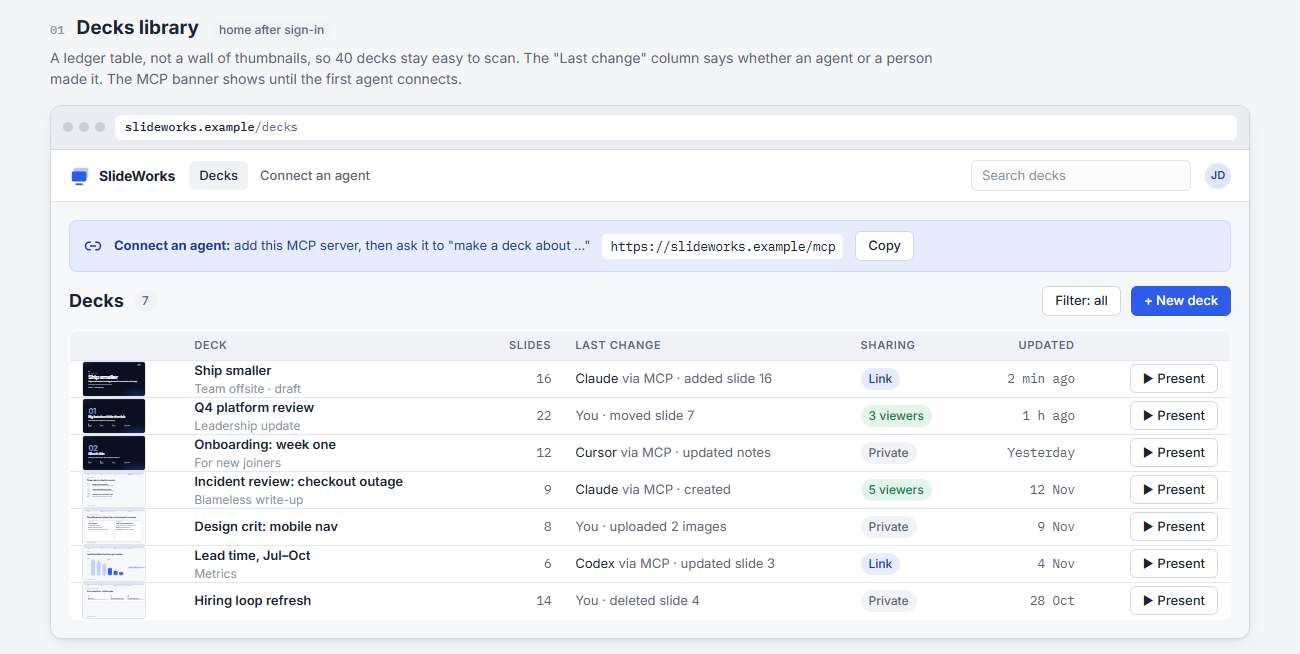 01 Decks library home after sign-in
A ledger table, not a wall of thumbnails, so 40 decks stay easy to scan. The "Last change" column says whether an agent or a person
made it. The MCP banner shows until the first agent connects.
slideworks.example/decks
SlideWorks Decks Connect an agent Search decks JD
Connect an agent: add this MCP server, then ask it to "make a deck about ..." https://slideworks.example/mcp Copy
Decks 7 Filter: all + New deck
DECK SLIDES LAST CHANGE SHARING UPDATED
Ship smaller
Ship smaller
Team offsite · draft
16 Claude via MCP · added slide 16 Link 2 min ago ▶ Present
01
Q4 platform review
Leadership update
22 You · moved slide 7 3 viewers 1 h ago ▶ Present
02
Onboarding: week one
For new joiners
12 Cursor via MCP · updated notes Private Yesterday ▶ Present
Incident review: checkout outage
Blameless write-up
9 Claude via MCP · created 5 viewers 12 Nov ▶ Present
Design crit: mobile nav 8 You · uploaded 2 images Private 9 Nov ▶ Present
Lead time, Jul–Oct
Metrics
6 Codex via MCP · updated slide 3 Link 4 Nov ▶ Present
Hiring loop refresh 14 You · deleted slide 4 Private 28 Oct ▶ Present